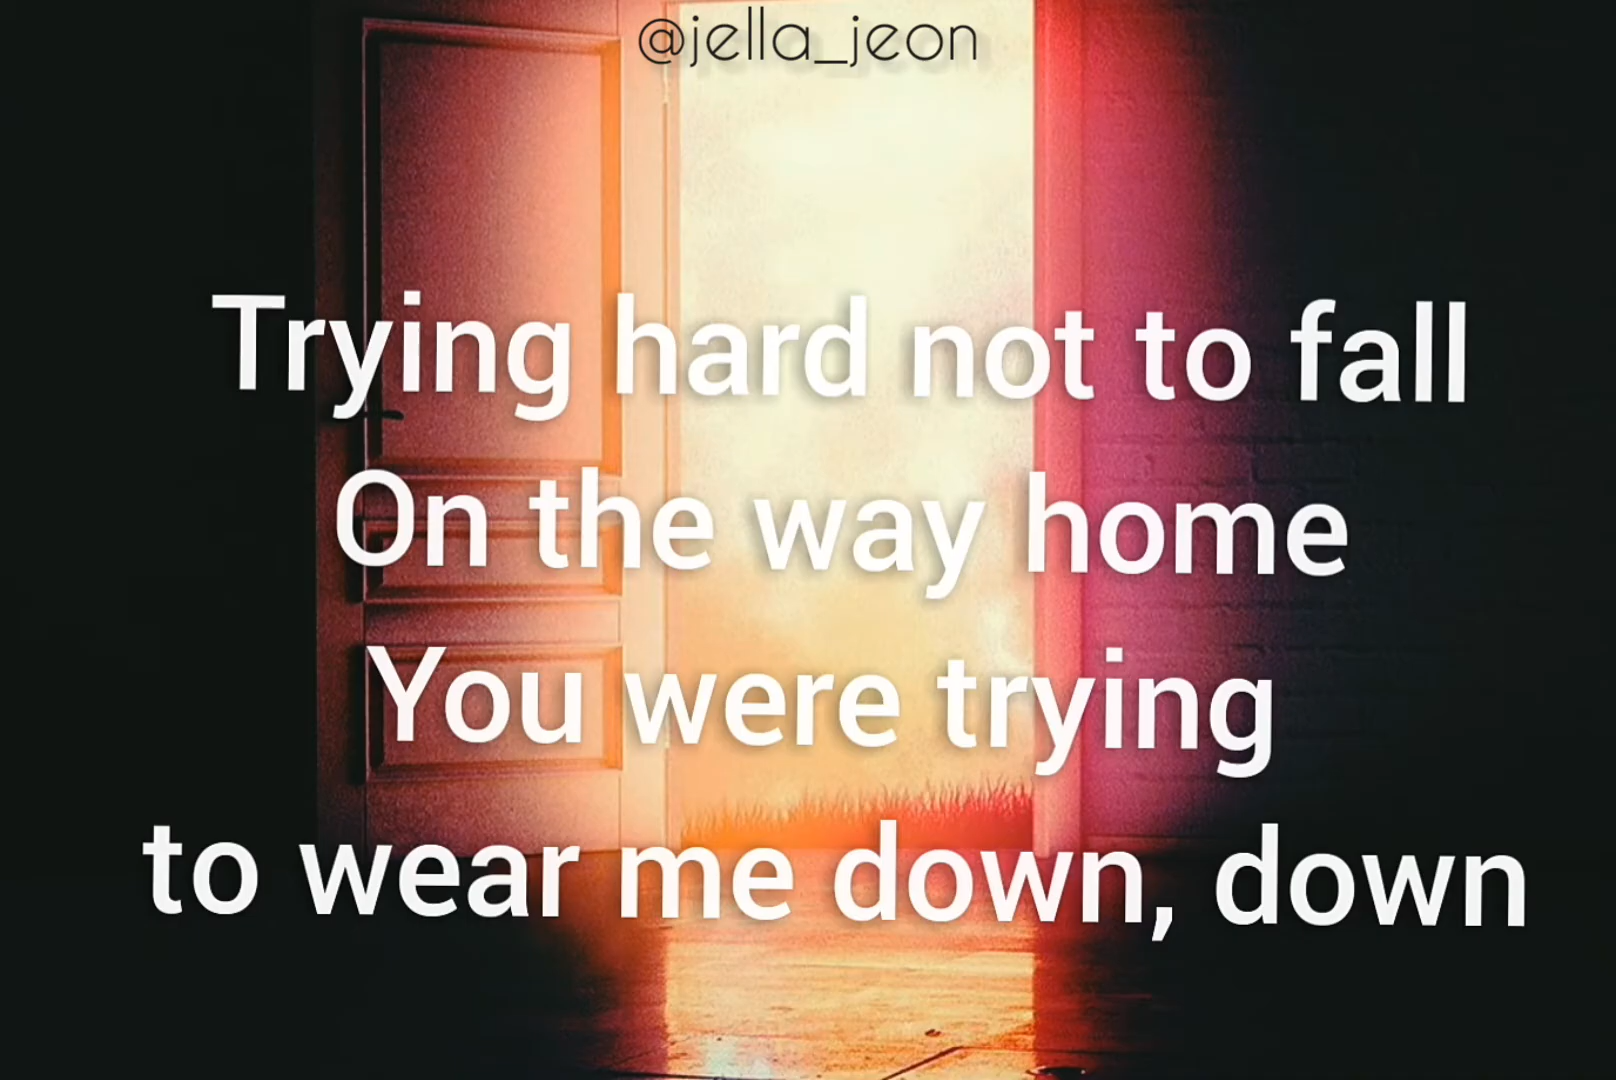 @jella_jeon
Trying hard not to fall
On the way home
You were trying
to wear me down, down